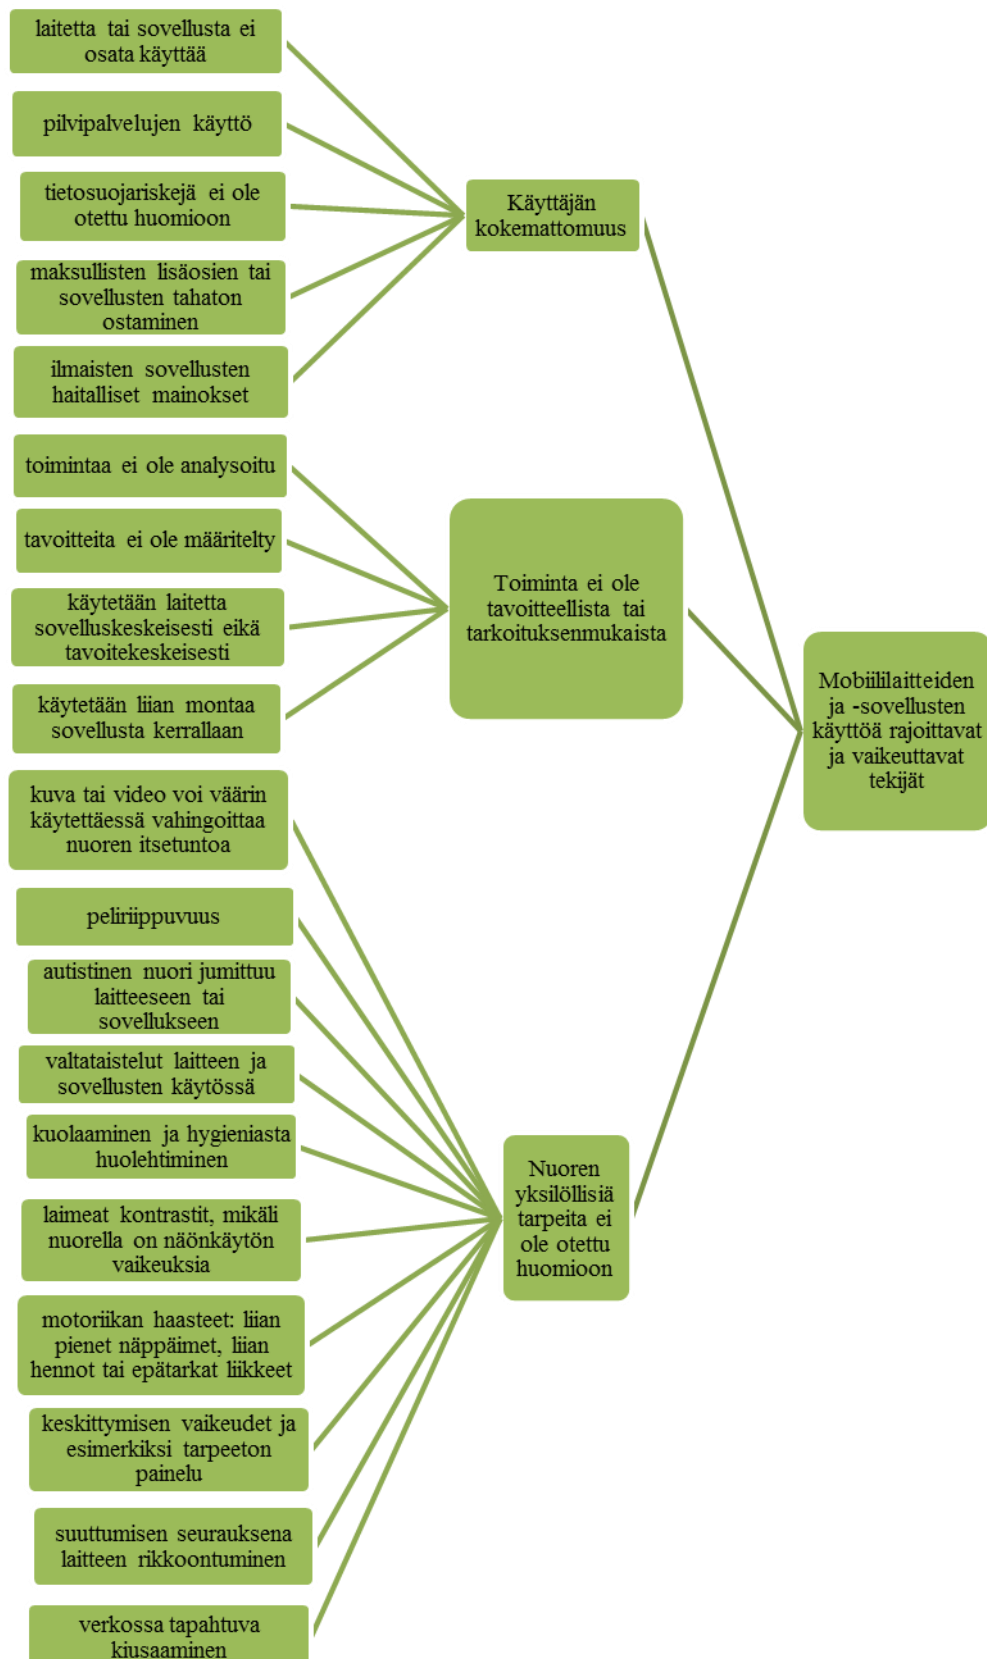 laitetta tai sovellusta ei
osata käyttää
pilvipalvelujen käyttö
tietosuojariskejä ei ole
otettu huomioon
maksullisten lisäosien tai
sovellusten tahaton
ostaminen
ilmaisten sovellusten
haitalliset mainokset
Käyttäjän
kokemattomuus
toimintaa ei ole analysoitu
tavoitteita ei ole määritelty
käytetään laitetta
sovelluskeskeisesti eikä
tavoitekeskeisesti
käytetään liian montaa
sovellusta kerrallaan
Toiminta ei ole
tavoitteellista tai
tarkoituksenmukaista
kuva tai video voi väärin
käytettäessä vahingoittaa
nuoren itsetuntoa
peliriippuvuus
autistinen nuori jumittuu
laitteeseen tai
sovellukseen
valtataistelut laitteen ja
sovellusten käytössä
kuolaaminen ja hygieniasta
huolehtiminen
laimeat kontrastit, mikäli
nuorella on näönkäytön
vaikeuksia
motoriikan haasteet: liian
pienet näppäimet, liian
hennot tai epätarkat liikkeet
keskittymisen vaikeudet ja
esimerkiksi tarpeeton
painelu
suuttumisen seurauksena
laitteen rikkoontuminen
verkossa tapahtuva
kiusaaminen
Nuoren
yksilöllisiä
tarpeita ei
ole otettu
huomioon
Mobiililaitteiden
ja -sovellusten
käyttöä rajoittavat
ja vaikeuttavat
tekijät